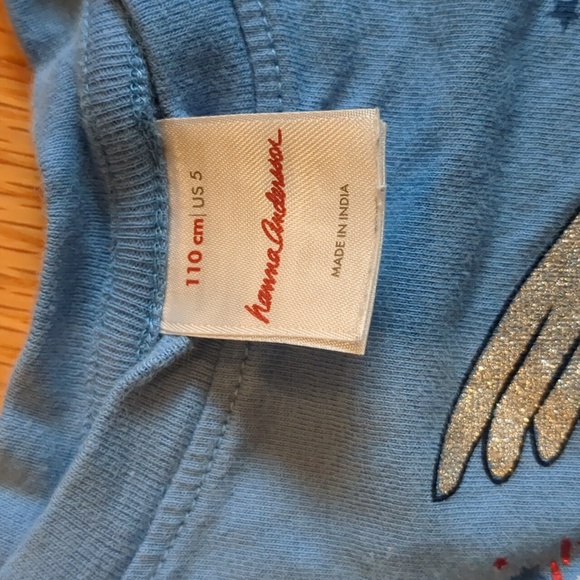 110 cm | US 5
hanna andersson
MADE IN INDIA